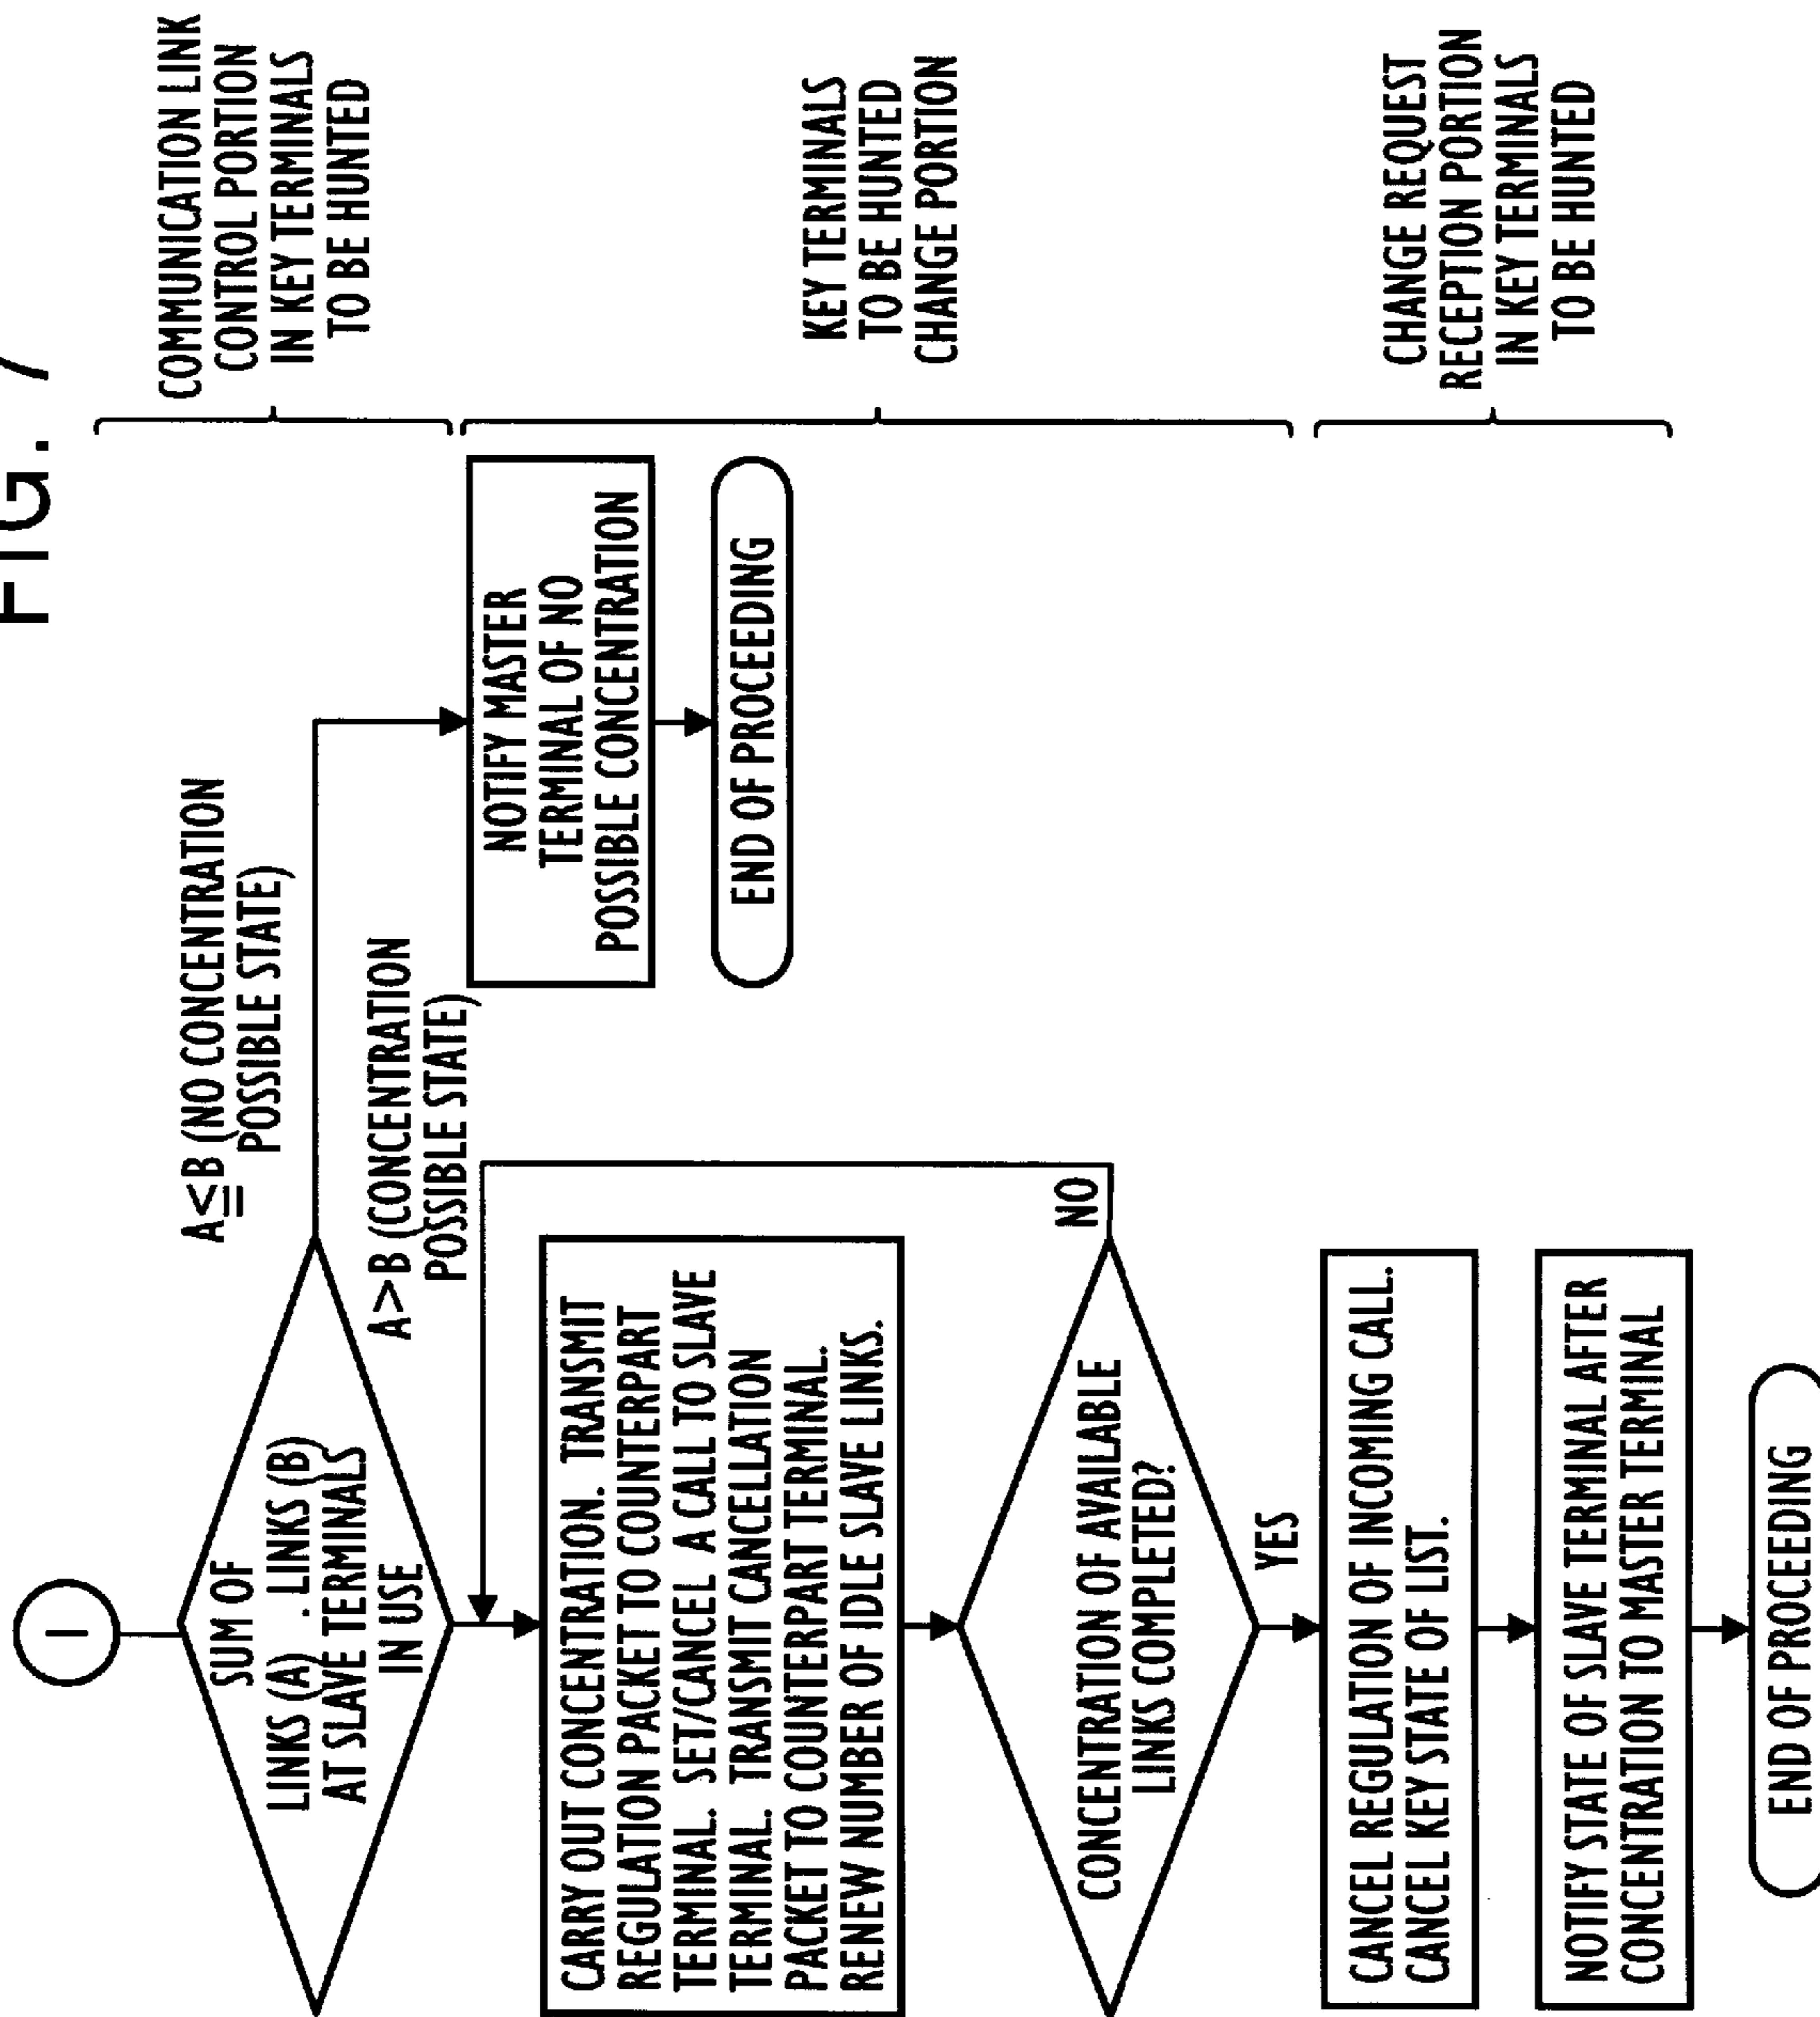 FIG. 7
I
SUM OF
LINKS (A) . LINKS (B)
AT SLAVE TERMINALS
IN USE
A≦B (NO CONCENTRATION
POSSIBLE STATE)
A>B (CONCENTRATION
POSSIBLE STATE)
COMMUNICATION LINK
CONTROL PORTION
IN KEY TERMINALS
TO BE HUNTED
NOTIFY MASTER
TERMINAL OF NO
POSSIBLE CONCENTRATION
END OF PROCEEDING
CARRY OUT CONCENTRATION. TRANSMIT
REGULATION PACKET TO COUNTERPART
TERMINAL. SET/CANCEL A CALL TO SLAVE
TERMINAL. TRANSMIT CANCELLATION
PACKET TO COUNTERPART TERMINAL.
RENEW NUMBER OF IDLE SLAVE LINKS.
KEY TERMINALS
TO BE HUNTED
CHANGE PORTION
CONCENTRATION OF AVAILABLE
LINKS COMPLETED?
NO
YES
CANCEL REGULATION OF INCOMING CALL.
CANCEL KEY STATE OF LIST.
CHANGE REQUEST
RECEPTION PORTION
IN KEY TERMINALS
TO BE HUNTED
NOTIFY STATE OF SLAVE TERMINAL AFTER
CONCENTRATION TO MASTER TERMINAL
END OF PROCEEDING